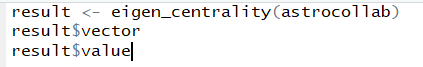 result <- eigen_centrality(astrocollab)
result$vector
result$value